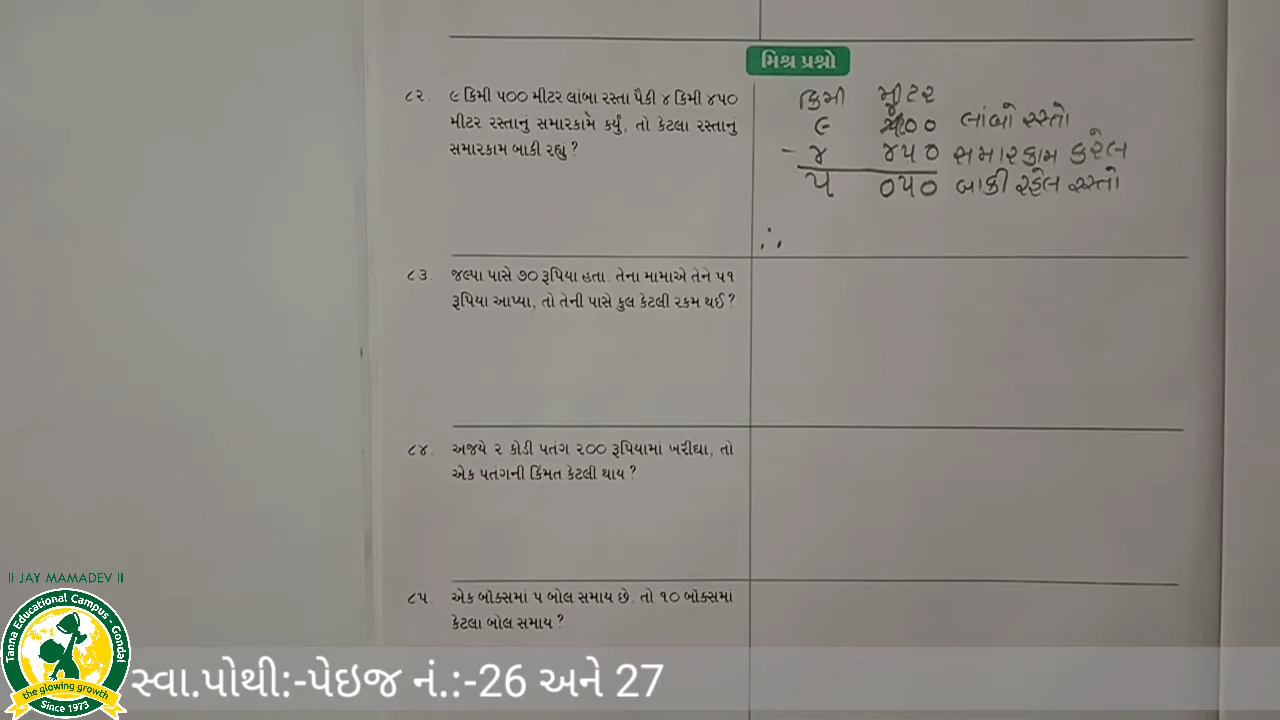 મિશ્ર પ્રશ્નો
૮૨. ૯ કિમી ૫૦૦ મીટર લાંબા રસ્તા પૈકી ૪ કિમી ૪૫૦
મીટર રસ્તાનું સમારકામે કર્યું, તો કેટલા રસ્તાનું
સમારકામ બાકી રહ્યું ?
કિમી મીટર
૯ ૫૦૦ લાંબો રસ્તો
- ૪ ૪૫૦ સમારકામ કરેલ
૫ ૦૫૦ બાકી રહેલ રસ્તો
∴
૮૩. જલ્પા પાસે ૭૦ રૂપિયા હતા. તેના મામાએ તેને ૫૧
રૂપિયા આપ્યા, તો તેની પાસે કુલ કેટલી રકમ થઈ ?
૮૪. અજયે ૨ કોડી પતંગ ૨૦૦ રૂપિયામાં ખરીદ્યા, તો
એક પતંગની કિંમત કેટલી થાય ?
૮૫. એક બોક્સમાં ૫ બોલ સમાય છે. તો ૧૦ બોક્સમાં
કેટલા બોલ સમાય ?
॥ JAY MAMADEV ॥
Tanna Educational Campus - Gondal
the glowing growth
Since 1973
સ્વા.પોથી:-પેઇજ નં.:-26 અને 27